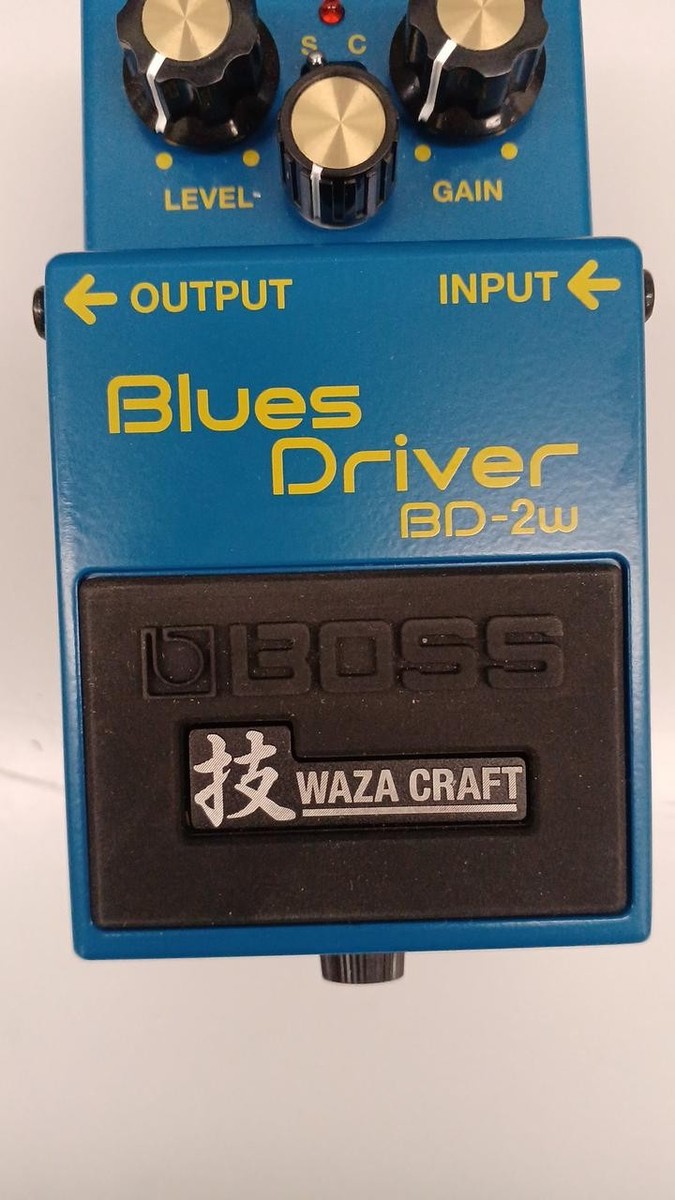 S C
LEVEL
GAIN
OUTPUT
INPUT
Blues
Driver
BD-2w
BOSS
技 WAZA CRAFT